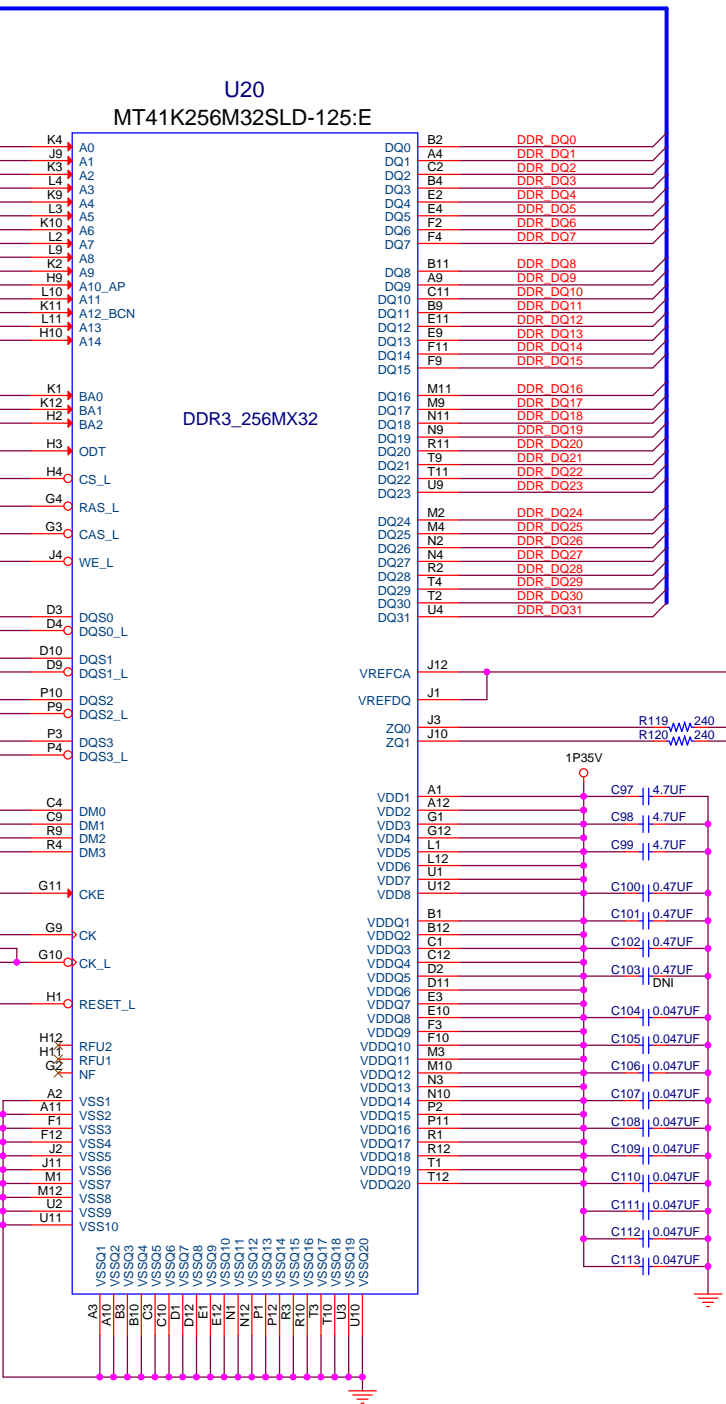 U20
MT41K256M32SLD-125:E
K4 A0 DQ0 B2 DDR_DQ0
J9 A1 DQ1 A4 DDR_DQ1
K3 A2 DQ2 C2 DDR_DQ2
L4 A3 DQ3 B4 DDR_DQ3
K9 A4 DQ4 E2 DDR_DQ4
L3 A5 DQ5 E4 DDR_DQ5
K10 A6 DQ6 F2 DDR_DQ6
L2 A7 DQ7 F4 DDR_DQ7
L9 A8
K2 A9 DQ8 B11 DDR_DQ8
H9 A10_AP DQ9 A9 DDR_DQ9
L10 A11 DQ10 C11 DDR_DQ10
K11 A12_BCN DQ11 B9 DDR_DQ11
L11 A13 DQ12 E11 DDR_DQ12
H10 A14 DQ13 E9 DDR_DQ13
DQ14 F11 DDR_DQ14
DQ15 F9 DDR_DQ15
K1 BA0 DQ16 M11 DDR_DQ16
K12 BA1 DQ17 M9 DDR_DQ17
H2 BA2 DQ18 N11 DDR_DQ18
DDR3_256MX32
DQ19 N9 DDR_DQ19
H3 ODT DQ20 R11 DDR_DQ20
DQ21 T9 DDR_DQ21
H4 CS_L DQ22 T11 DDR_DQ22
DQ23 U9 DDR_DQ23
G4 RAS_L
DQ24 M2 DDR_DQ24
G3 CAS_L DQ25 M4 DDR_DQ25
DQ26 N2 DDR_DQ26
J4 WE_L DQ27 N4 DDR_DQ27
DQ28 R2 DDR_DQ28
DQ29 T4 DDR_DQ29
DQ30 T2 DDR_DQ30
D3 DQS0 DQ31 U4 DDR_DQ31
D4 DQS0_L
D10 DQS1
D9 DQS1_L VREFCA J12
P10 DQS2 VREFDQ J1
P9 DQS2_L
ZQ0 J3 R119 240
P3 DQS3 ZQ1 J10 R120 240
P4 DQS3_L
1P35V
C4 DM0 VDD1 A1 C97 4.7UF
C9 DM1 VDD2 A12
R9 DM2 VDD3 G1 C98 4.7UF
R4 DM3 VDD4 G12
VDD5 L1 C99 4.7UF
VDD6 L12
VDD7 U1
G11 CKE VDD8 U12 C100 0.47UF
G9 CK VDDQ1 B1 C101 0.47UF
VDDQ2 B12
G10 CK_L VDDQ3 C1 C102 0.47UF
VDDQ4 C12
VDDQ5 D2 C103 0.47UF
DNI
VDDQ6 D11
H1 RESET_L VDDQ7 E3
VDDQ8 E10 C104 0.047UF
VDDQ9 F3
H12 RFU2 VDDQ10 F10 C105 0.047UF
H11 RFU1 VDDQ11 M3
G2 NF VDDQ12 M10 C106 0.047UF
VDDQ13 N3
A2 VSS1 VDDQ14 N10 C107 0.047UF
A11 VSS2 VDDQ15 P2
F1 VSS3 VDDQ16 P11 C108 0.047UF
F12 VSS4 VDDQ17 R1
J2 VSS5 VDDQ18 R12 C109 0.047UF
J11 VSS6 VDDQ19 T1
M1 VSS7 VDDQ20 T12 C110 0.047UF
M12 VSS8
U2 VSS9 C111 0.047UF
U11 VSS10
C112 0.047UF
C113 0.047UF
VSSQ1 VSSQ2 VSSQ3 VSSQ4 VSSQ5 VSSQ6 VSSQ7 VSSQ8 VSSQ9 VSSQ10 VSSQ11 VSSQ12 VSSQ13 VSSQ14 VSSQ15 VSSQ16 VSSQ17 VSSQ18 VSSQ19 VSSQ20
A3 A10 B3 B10 C3 C10 D1 D12 E1 E12 N1 N12 P1 P12 R3 R10 T3 T10 U3 U10